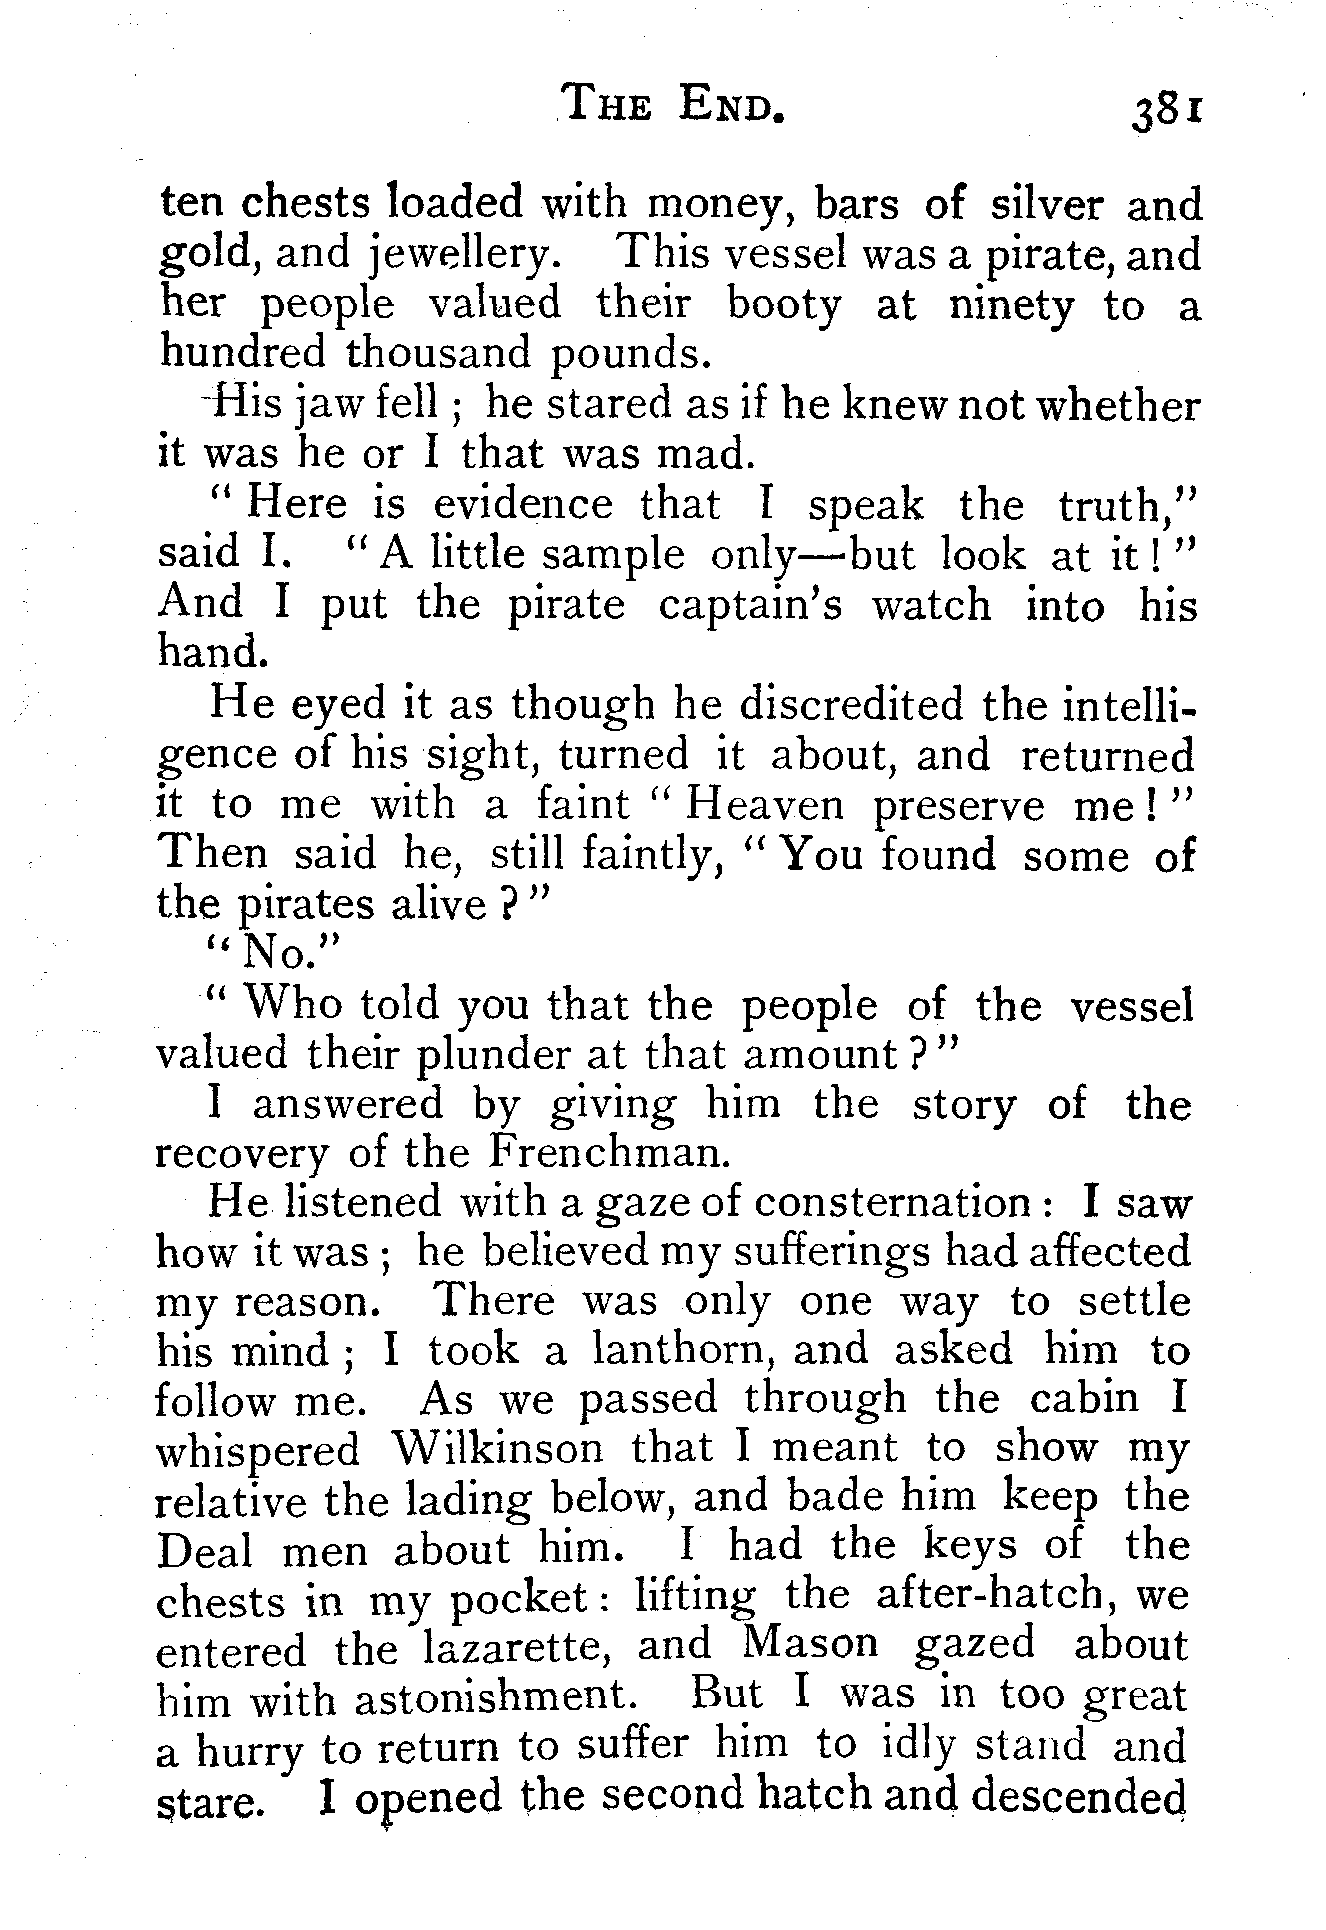 THE END. 381
ten chests loaded with money, bars of silver and
gold, and jewellery. This vessel was a pirate, and
her people valued their booty at ninety to a
hundred thousand pounds.
His jaw fell ; he stared as if he knew not whether
it was he or I that was mad.
“ Here is evidence that I speak the truth,”
said I. “ A little sample only—but look at it ! ”
And I put the pirate captain's watch into his
hand.
He eyed it as though he discredited the intelli-
gence of his sight, turned it about, and returned
it to me with a faint “ Heaven preserve me ! ”
Then said he, still faintly, “ You found some of
the pirates alive ? ”
“ No.”
“ Who told you that the people of the vessel
valued their plunder at that amount ? ”
I answered by giving him the story of the
recovery of the Frenchman.
He listened with a gaze of consternation : I saw
how it was ; he believed my sufferings had affected
my reason. There was only one way to settle
his mind ; I took a lanthorn, and asked him to
follow me. As we passed through the cabin I
whispered Wilkinson that I meant to show my
relative the lading below, and bade him keep the
Deal men about him. I had the keys of the
chests in my pocket : lifting the after-hatch, we
entered the lazarette, and Mason gazed about
him with astonishment. But I was in too great
a hurry to return to suffer him to idly stand and
stare. I opened the second hatch and descended